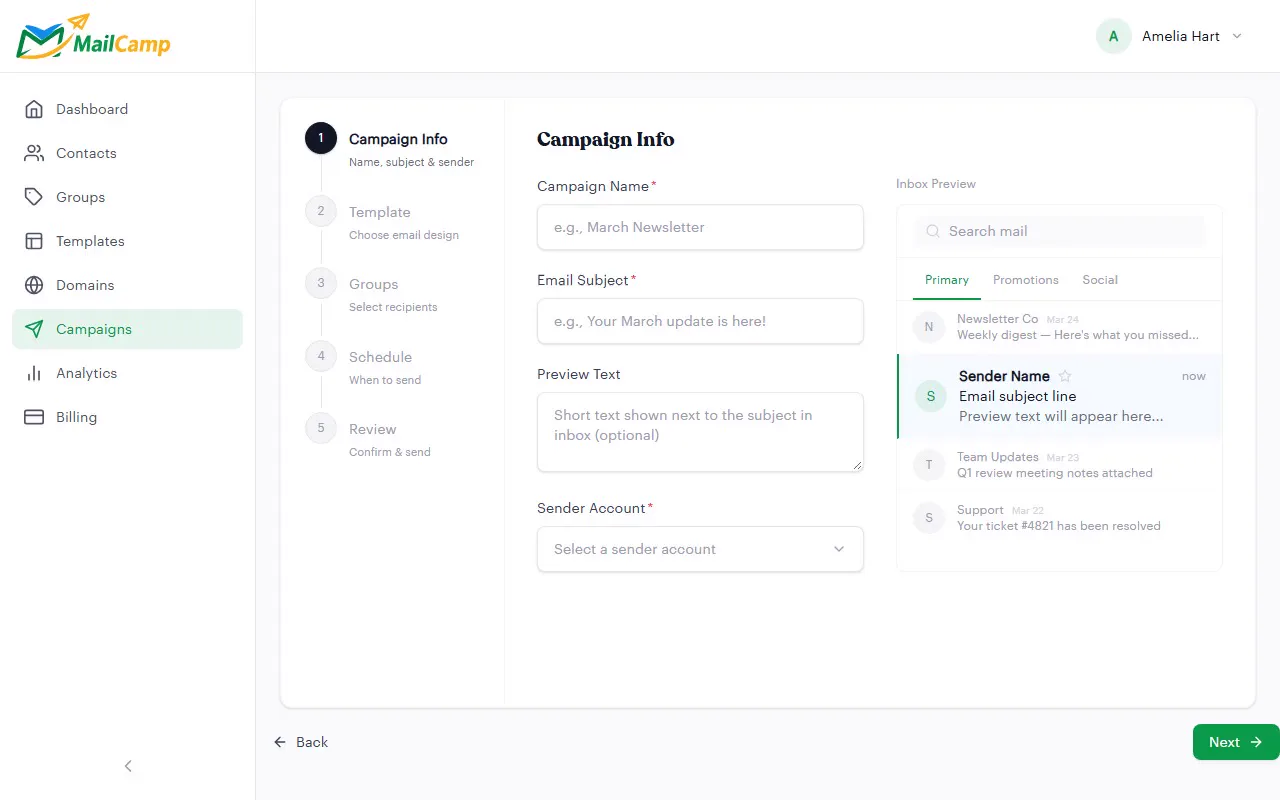 MailCamp
A
Amelia Hart
Dashboard
Contacts
Groups
Templates
Domains
Campaigns
Analytics
Billing
1
Campaign Info
Name, subject & sender
2
Template
Choose email design
3
Groups
Select recipients
4
Schedule
When to send
5
Review
Confirm & send
Campaign Info
Campaign Name*
e.g., March Newsletter
Email Subject*
e.g., Your March update is here!
Preview Text
Short text shown next to the subject in
inbox (optional)
Sender Account*
Select a sender account
Inbox Preview
Search mail
Primary Promotions Social
N
Newsletter Co Mar 24
Weekly digest — Here's what you missed...
S
Sender Name now
Email subject line
Preview text will appear here...
T
Team Updates Mar 23
Q1 review meeting notes attached
S
Support Mar 22
Your ticket #4821 has been resolved
Back
Next